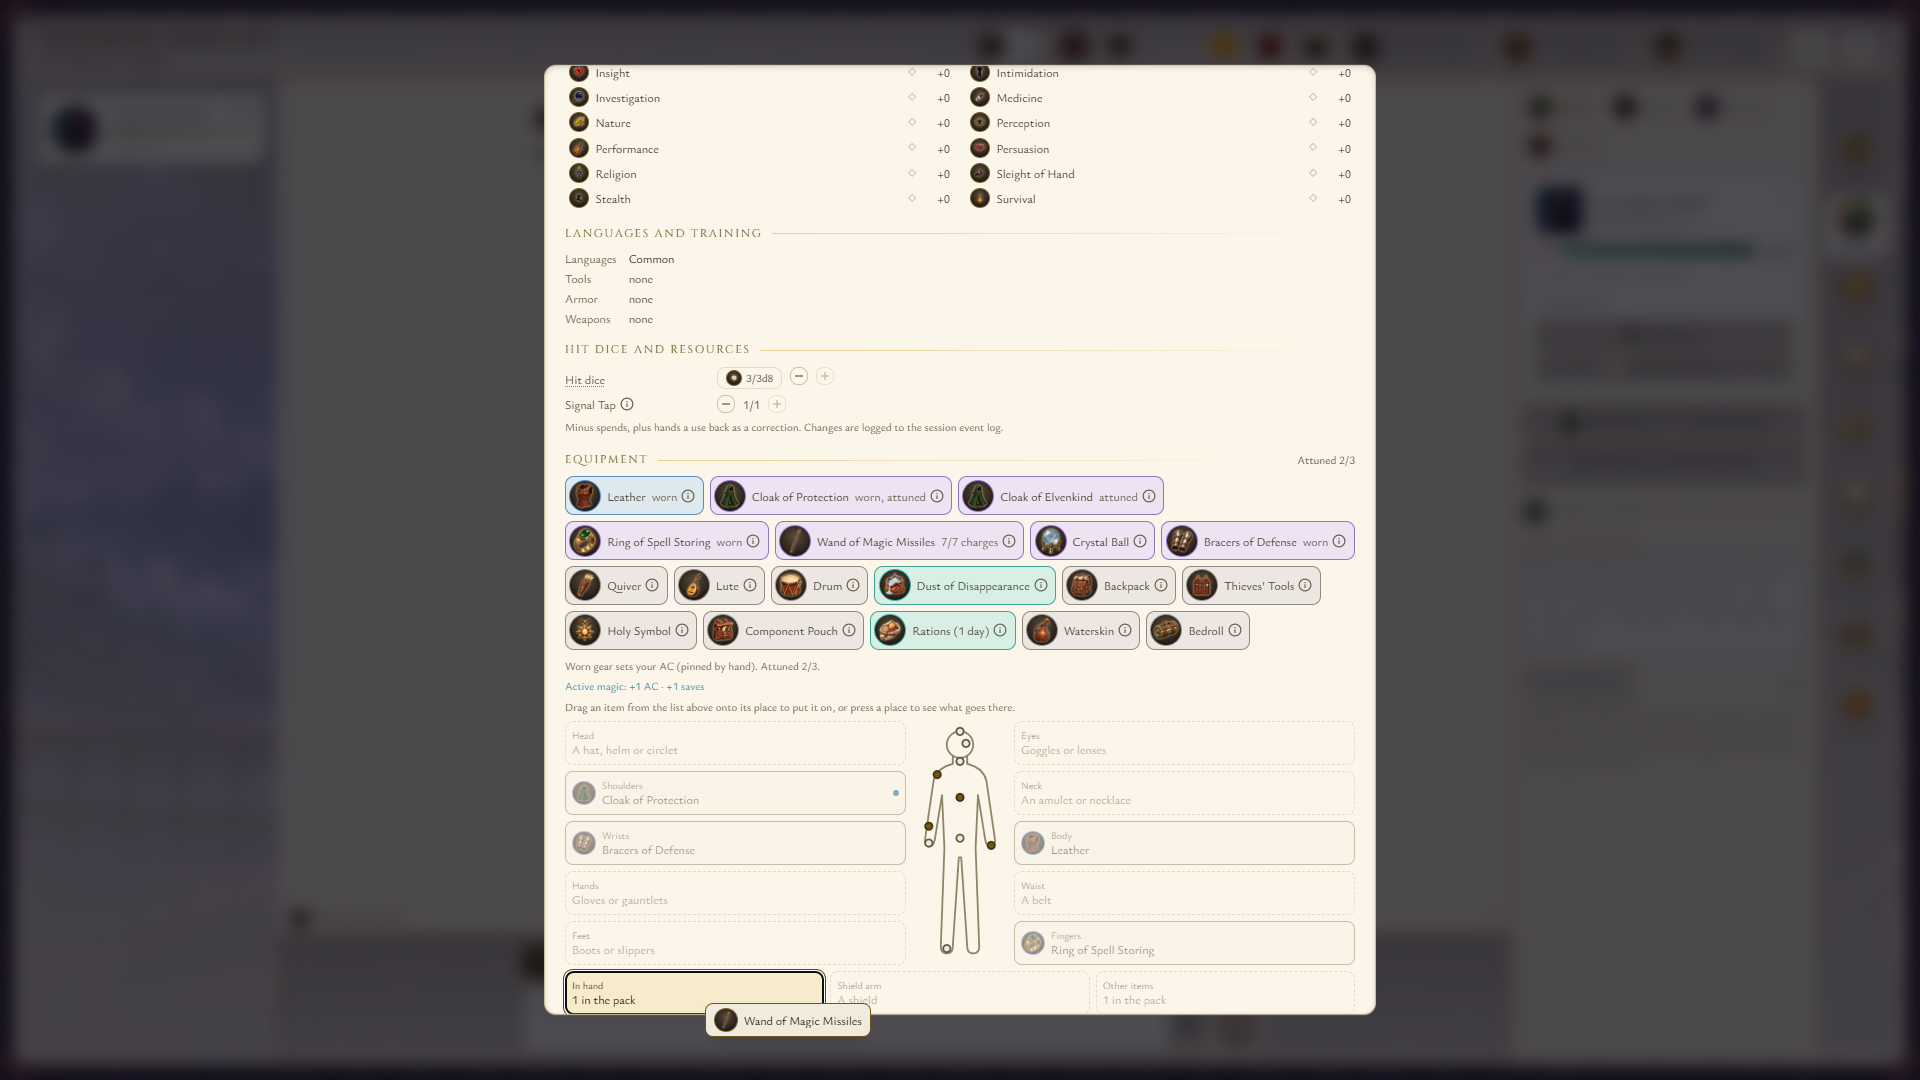 Insight +0 Intimidation +0
Investigation +0 Medicine +0
Nature +0 Perception +0
Performance +0 Persuasion +0
Religion +0 Sleight of Hand +0
Stealth +0 Survival +0
LANGUAGES AND TRAINING
Languages Common
Tools none
Armor none
Weapons none
HIT DICE AND RESOURCES
Hit dice 3/3d8
Signal Tap 1/1
Minus spends, plus hands a use back as a correction. Changes are logged to the session event log.
EQUIPMENT Attuned 2/3
Leather worn Cloak of Protection worn, attuned Cloak of Elvenkind attuned
Ring of Spell Storing worn Wand of Magic Missiles 7/7 charges Crystal Ball Bracers of Defense worn
Quiver Lute Drum Dust of Disappearance Backpack Thieves' Tools
Holy Symbol Component Pouch Rations (1 day) Waterskin Bedroll
Worn gear sets your AC (pinned by hand). Attuned 2/3.
Active magic: +1 AC · +1 saves
Drag an item from the list above onto its place to put it on, or press a place to see what goes there.
Head
A hat, helm or circlet
Eyes
Goggles or lenses
Shoulders
Cloak of Protection
Neck
An amulet or necklace
Wrists
Bracers of Defense
Body
Leather
Hands
Gloves or gauntlets
Waist
A belt
Feet
Boots or slippers
Fingers
Ring of Spell Storing
In hand
1 in the pack
Shield arm
A shield
Other items
1 in the pack
Wand of Magic Missiles